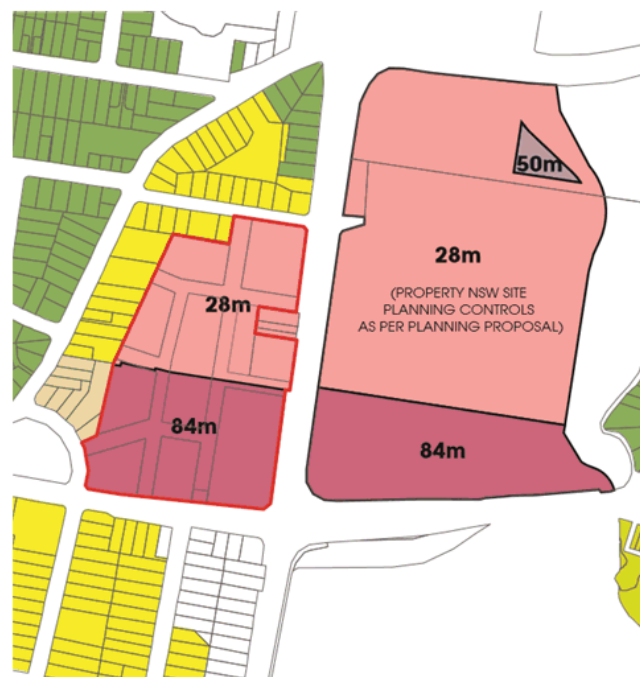 50m
28m
(PROPERTY NSW SITE
PLANNING CONTROLS
AS PER PLANNING PROPOSAL)
28m
84m
84m